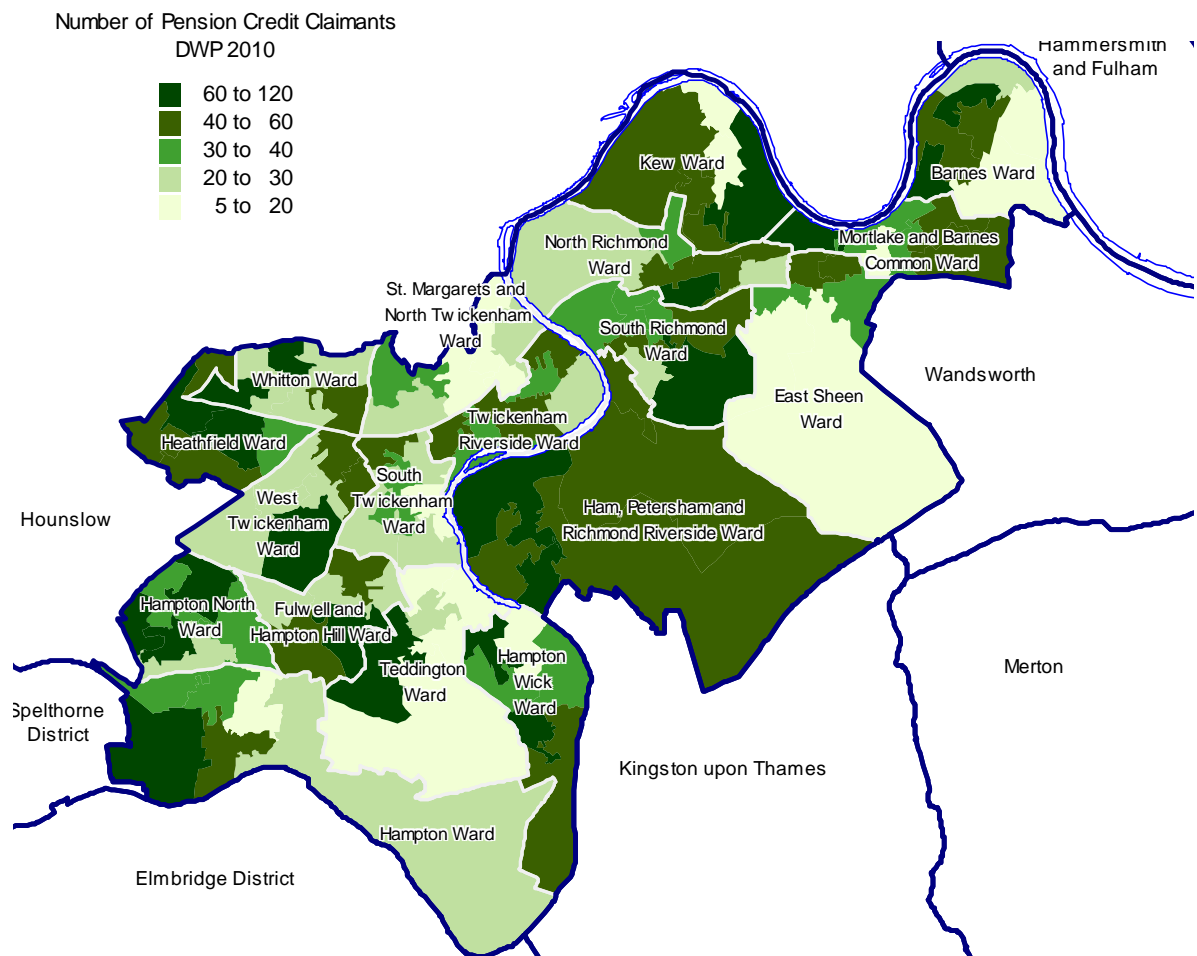 Number of Pension Credit Claimants
DWP 2010
60 to 120
40 to 60
30 to 40
20 to 30
5 to 20
Hammersmith
and Fulham
Kew Ward
Barnes Ward
North Richmond
Ward
Mortlake and Barnes
Common Ward
St. Margarets and
North Twickenham
Ward
South Richmond
Ward
Whitton Ward
Wandsworth
East Sheen
Ward
Twickenham
Riverside Ward
Heathfield Ward
South
Twickenham
Ward
West
Twickenham
Ward
Hounslow
Ham, Petersham and
Richmond Riverside Ward
Hampton North
Ward
Fulwell and
Hampton Hill Ward
Teddington
Ward
Hampton
Wick
Ward
Merton
Spelthorne
District
Kingston upon Thames
Hampton Ward
Elmbridge District